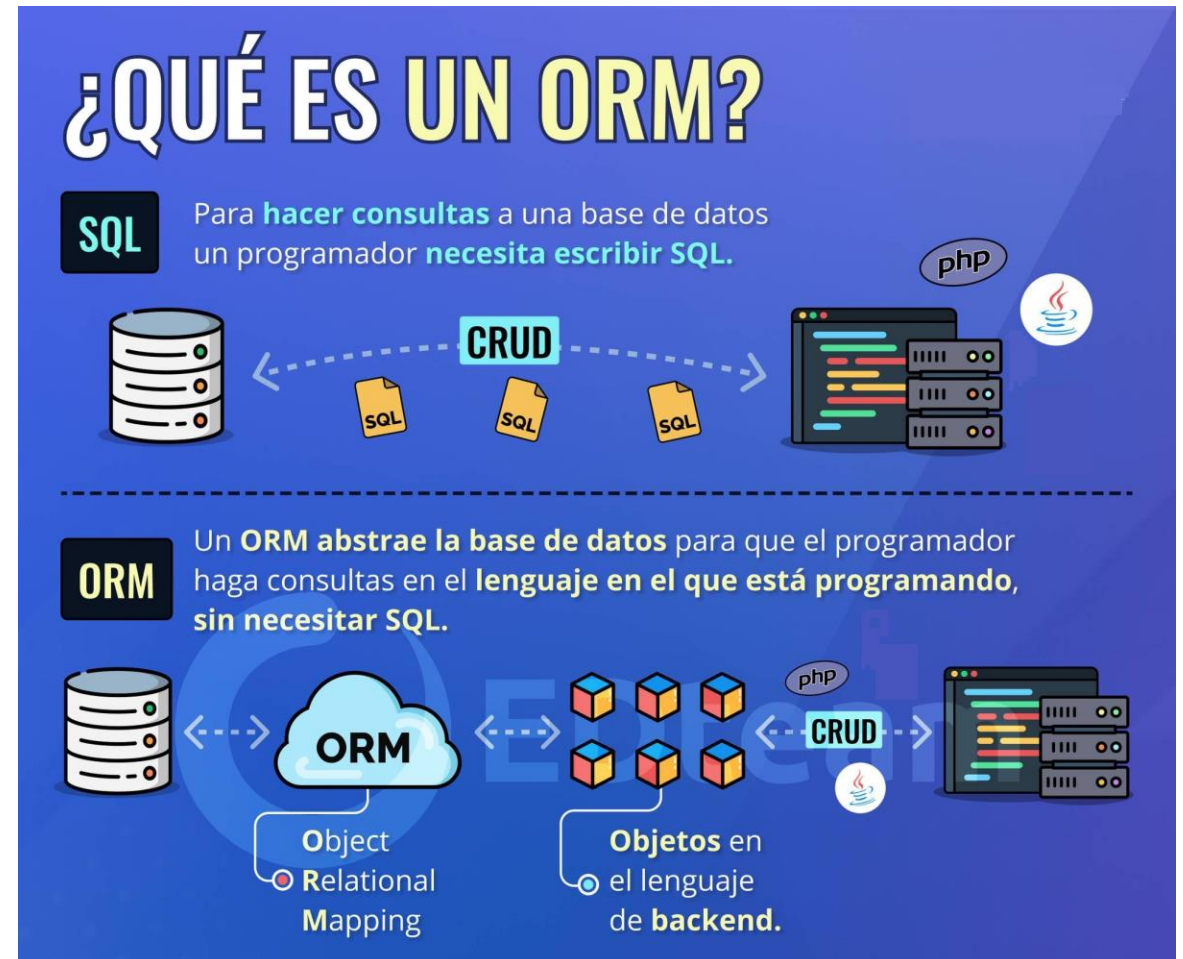 ¿QUÉ ES UN ORM?
SQL
Para hacer consultas a una base de datos
un programador necesita escribir SQL.
php
CRUD
SQL
SQL
SQL
ORM
Un ORM abstrae la base de datos para que el programador
haga consultas en el lenguaje en el que está programando,
sin necesitar SQL.
php
ORM
CRUD
EDteam
Object
Relational
Mapping
Objetos en
el lenguaje
de backend.